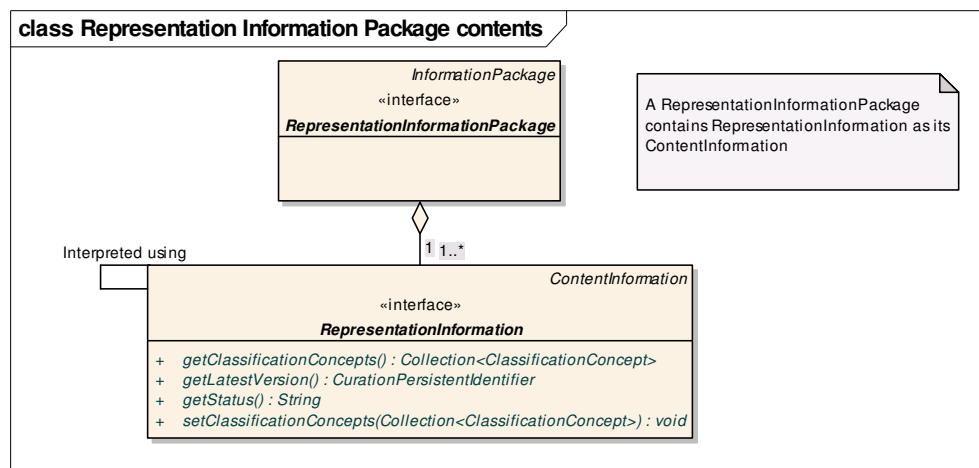 class Representation Information Package contents
InformationPackage
«interface»
RepresentationInformationPackage
A RepresentationInformationPackage
contains RepresentationInformation as its
ContentInformation
1 1..*
Interpreted using
ContentInformation
«interface»
RepresentationInformation
+ getClassificationConcepts() : Collection<ClassificationConcept>
+ getLatestVersion() : CurationPersistentIdentifier
+ getStatus() : String
+ setClassificationConcepts(Collection<ClassificationConcept>) : void